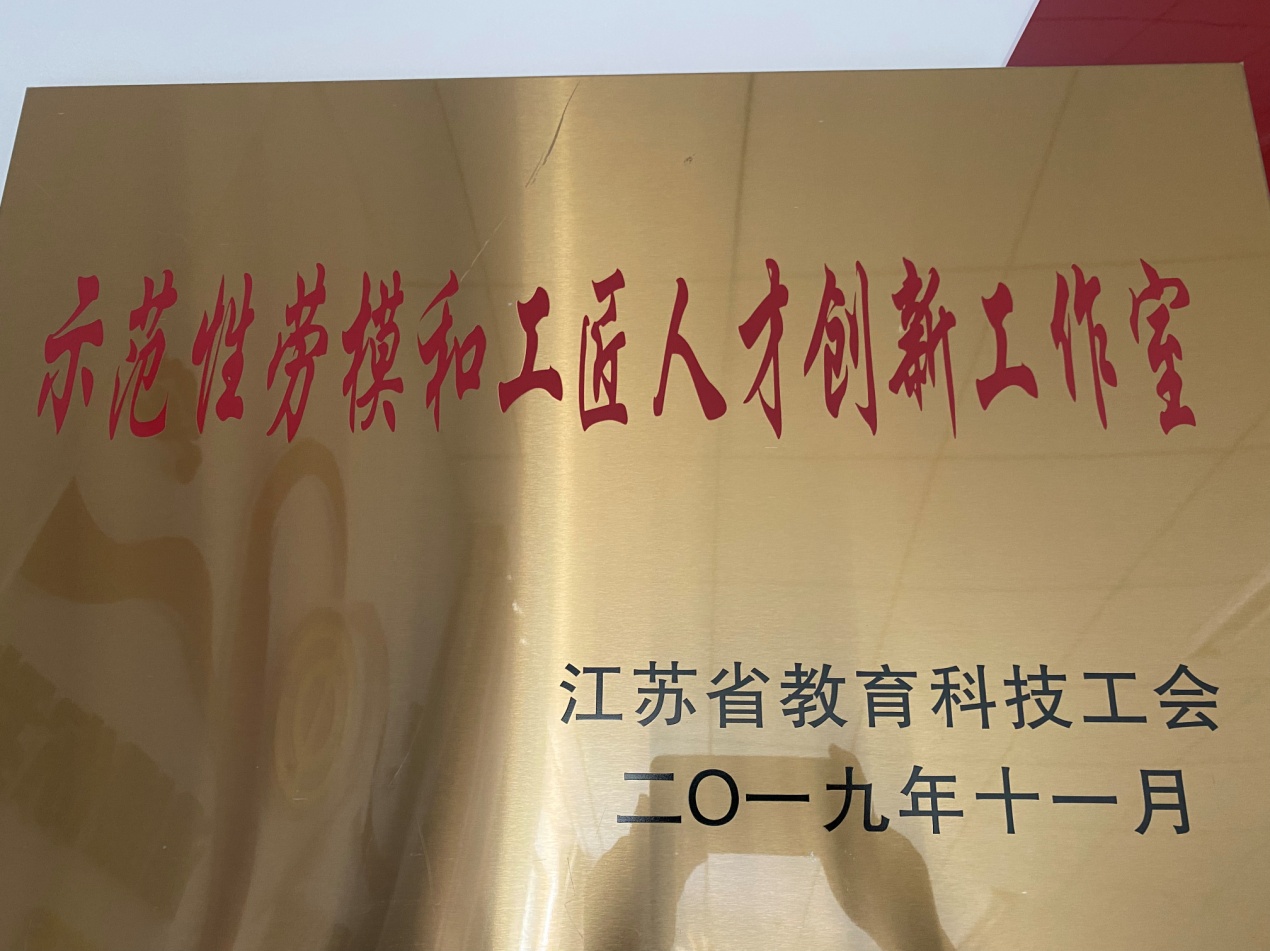 示范性劳模和工匠人才创新工作室
江苏省教育科技工会
二〇一九年十一月